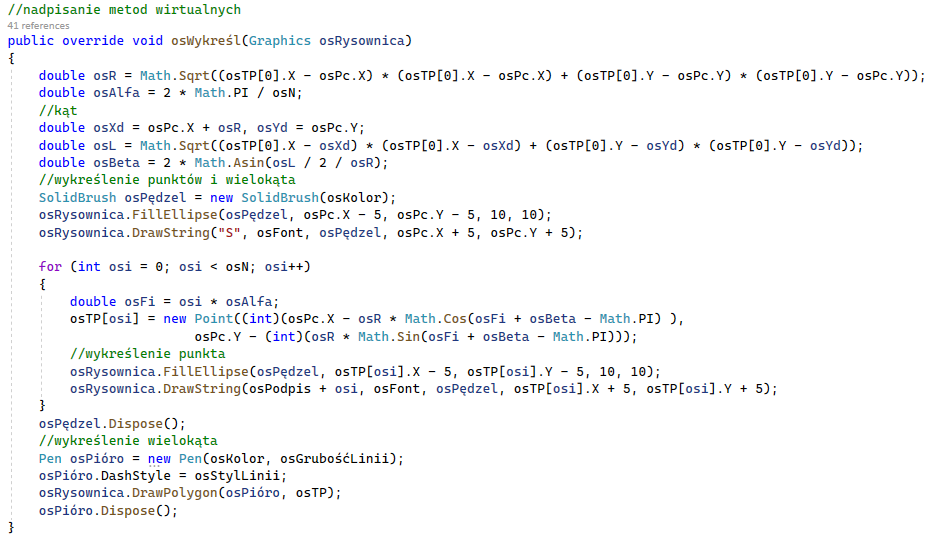 //nadpisanie metod wirtualnych
41 references
public override void osWykreśl(Graphics osRysownica)
{
double osR = Math.Sqrt((osTP[0].X - osPc.X) * (osTP[0].X - osPc.X) + (osTP[0].Y - osPc.Y) * (osTP[0].Y - osPc.Y));
double osAlfa = 2 * Math.PI / osN;
//kąt
double osXd = osPc.X + osR, osYd = osPc.Y;
double osL = Math.Sqrt((osTP[0].X - osXd) * (osTP[0].X - osXd) + (osTP[0].Y - osYd) * (osTP[0].Y - osYd));
double osBeta = 2 * Math.Asin(osL / 2 / osR);
//wykreślenie punktów i wielokąta
SolidBrush osPędzel = new SolidBrush(osKolor);
osRysownica.FillEllipse(osPędzel, osPc.X - 5, osPc.Y - 5, 10, 10);
osRysownica.DrawString("S", osFont, osPędzel, osPc.X + 5, osPc.Y + 5);
for (int osi = 0; osi < osN; osi++)
{
double osFi = osi * osAlfa;
osTP[osi] = new Point((int)(osPc.X - osR * Math.Cos(osFi + osBeta - Math.PI) ),
osPc.Y - (int)(osR * Math.Sin(osFi + osBeta - Math.PI)));
//wykreślenie punkta
osRysownica.FillEllipse(osPędzel, osTP[osi].X - 5, osTP[osi].Y - 5, 10, 10);
osRysownica.DrawString(osPodpis + osi, osFont, osPędzel, osTP[osi].X + 5, osTP[osi].Y + 5);
}
osPędzel.Dispose();
//wykreślenie wielokąta
Pen osPióro = new Pen(osKolor, osGrubośćLinii);
osPióro.DashStyle = osStylLinii;
osRysownica.DrawPolygon(osPióro, osTP);
osPióro.Dispose();
}